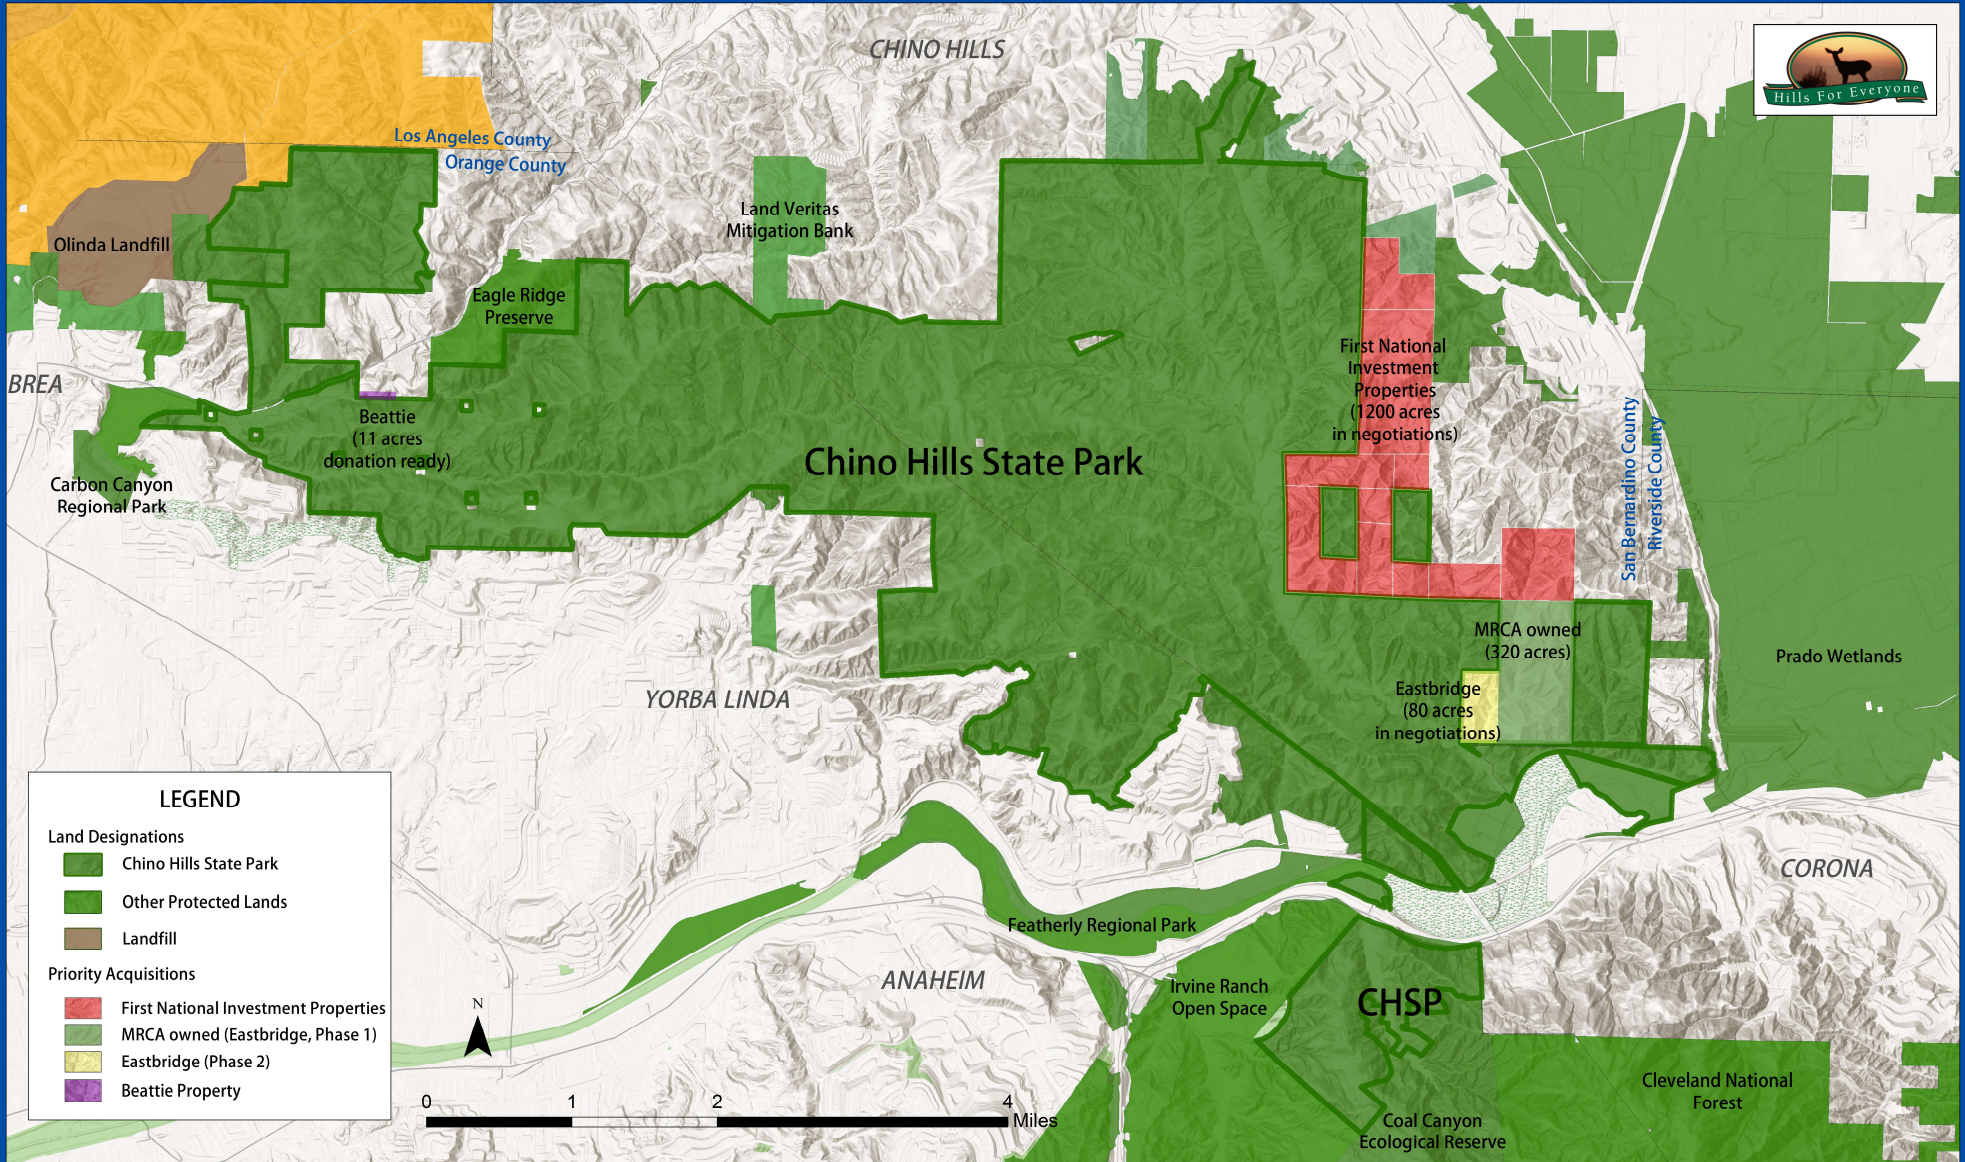 CHINO HILLS
Hills For Everyone
Los Angeles County
Orange County
Olinda Landfill
Land Veritas
Mitigation Bank
Eagle Ridge
Preserve
First National
Investment
Properties
(1200 acres
in negotiations)
BREA
Beattie
(11 acres
donation ready)
Chino Hills State Park
Carbon Canyon
Regional Park
San Bernardino County
Riverside County
MRCA owned
(320 acres)
Prado Wetlands
YORBA LINDA
Eastbridge
(80 acres
in negotiations)
CORONA
Featherly Regional Park
ANAHEIM
Irvine Ranch
Open Space
CHSP
Cleveland National
Forest
Coal Canyon
Ecological Reserve
LEGEND
Land Designations
Chino Hills State Park
Other Protected Lands
Landfill
Priority Acquisitions
First National Investment Properties
MRCA owned (Eastbridge, Phase 1)
Eastbridge (Phase 2)
Beattie Property
N
0 1 2 4
Miles